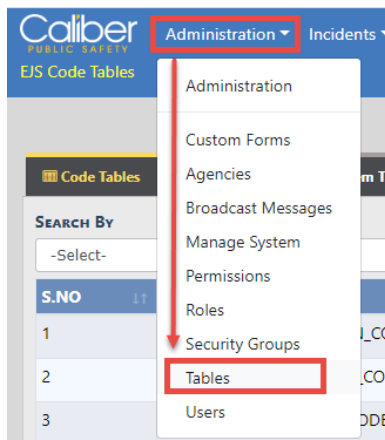 Caliber
PUBLIC SAFETY
Administration
Incidents
EJS Code Tables
Administration
Custom Forms
Agencies
Broadcast Messages
Manage System
Permissions
Roles
Security Groups
Tables
Users
Code Tables
SEARCH BY
-Select-
S.NO
1
2
3